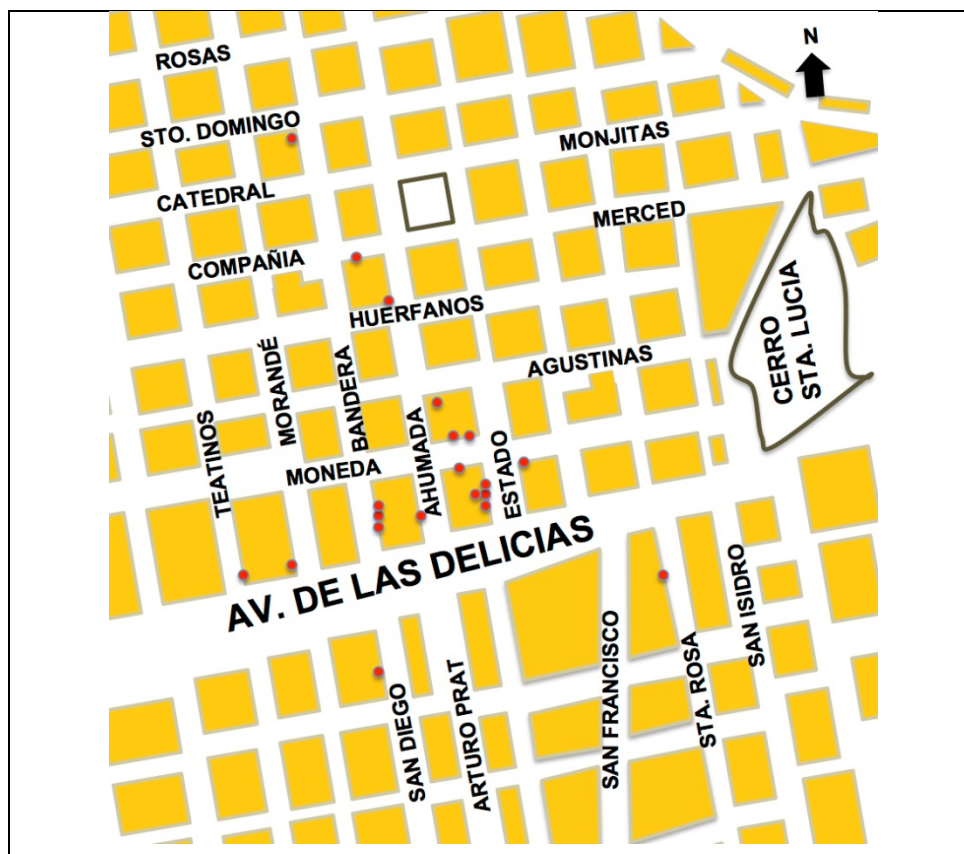 N
ROSAS
STO. DOMINGO
MONJITAS
CATEDRAL
MERCED
COMPAÑIA
HUERFANOS
CERRO
STA. LUCIA
AGUSTINAS
MORANDÉ
BANDERA
TEATINOS
AHUMADA
ESTADO
MONEDA
AV. DE LAS DELICIAS
SAN ISIDRO
SAN FRANCISCO
STA. ROSA
SAN DIEGO
ARTURO PRAT